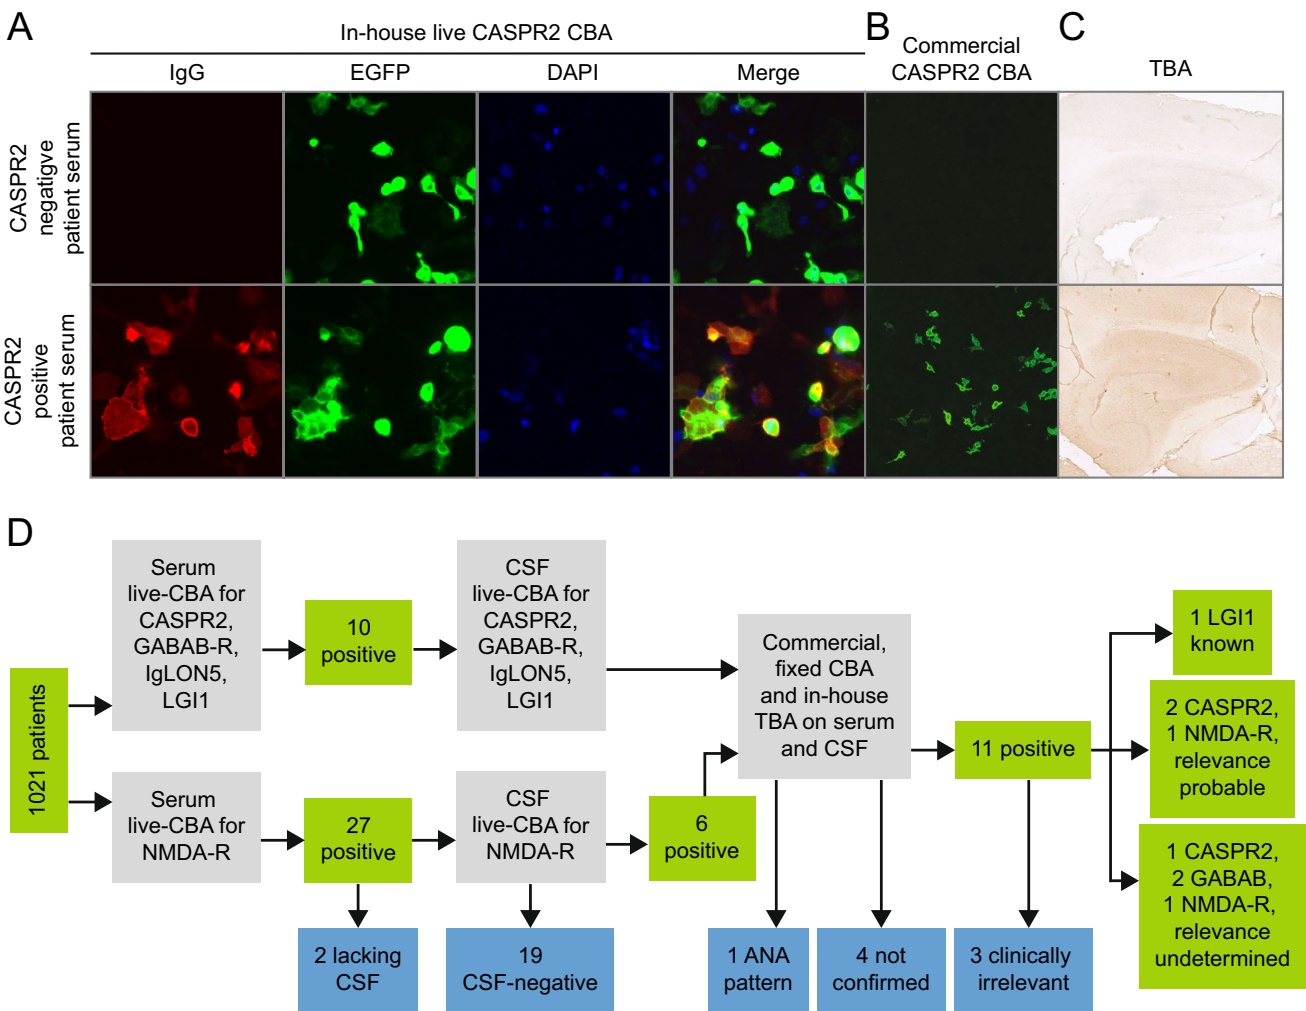 A
In-house live CASPR2 CBA
IgG
EGFP
DAPI
Merge
B
Commercial
CASPR2 CBA
C
TBA
CASPR2
negatigve
patient serum
CASPR2
positive
patient serum
D
1021 patients
Serum
live-CBA for
CASPR2,
GABAB-R,
IgLON5,
LGI1
10
positive
CSF
live-CBA for
CASPR2,
GABAB-R,
IgLON5,
LGI1
Serum
live-CBA for
NMDA-R
27
positive
CSF
live-CBA for
NMDA-R
6
positive
2 lacking
CSF
19
CSF-negative
Commercial,
fixed CBA
and in-house
TBA on serum
and CSF
1 ANA
pattern
4 not
confirmed
11 positive
3 clinically
irrelevant
1 LGI1
known
2 CASPR2,
1 NMDA-R,
relevance
probable
1 CASPR2,
2 GABAB,
1 NMDA-R,
relevance
undetermined